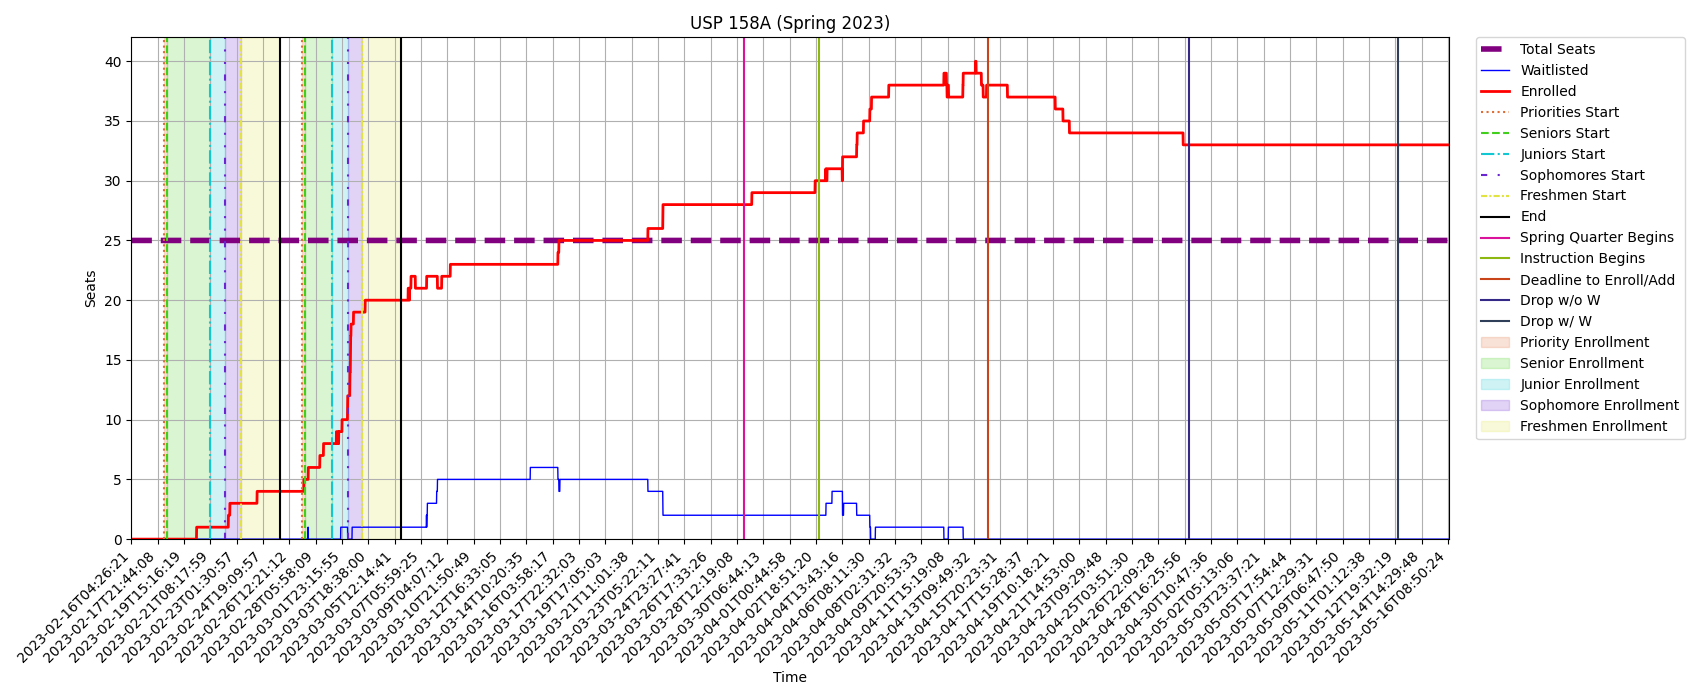 USP 158A (Spring 2023)
Seats
40
35
30
25
20
15
10
5
0
2023-02-16T04:26:21
2023-02-17T21:44:08
2023-02-19T15:16:19
2023-02-21T08:17:59
2023-02-23T01:30:57
2023-02-24T19:09:57
2023-02-26T12:21:12
2023-02-28T05:58:09
2023-03-01T23:15:55
2023-03-03T18:38:00
2023-03-05T12:14:41
2023-03-07T05:59:25
2023-03-09T04:07:12
2023-03-10T21:50:49
2023-03-12T16:33:05
2023-03-14T10:20:35
2023-03-16T03:58:17
2023-03-17T22:32:03
2023-03-19T17:05:03
2023-03-21T11:01:38
2023-03-23T05:22:11
2023-03-24T23:27:41
2023-03-26T17:33:26
2023-03-28T12:19:08
2023-03-30T06:44:13
2023-04-01T00:44:58
2023-04-02T18:51:20
2023-04-04T13:43:16
2023-04-06T08:11:30
2023-04-08T02:31:32
2023-04-09T20:53:33
2023-04-11T15:19:08
2023-04-13T09:49:32
2023-04-15T20:23:31
2023-04-17T15:28:37
2023-04-19T10:18:21
2023-04-21T14:53:00
2023-04-23T09:29:48
2023-04-25T03:51:30
2023-04-26T22:09:28
2023-04-28T16:25:56
2023-04-30T10:47:36
2023-05-02T05:13:06
2023-05-03T23:37:21
2023-05-05T17:54:44
2023-05-07T12:29:31
2023-05-09T06:47:50
2023-05-11T01:12:38
2023-05-12T19:32:19
2023-05-14T14:29:48
2023-05-16T08:50:24
Time
Total Seats
Waitlisted
Enrolled
Priorities Start
Seniors Start
Juniors Start
Sophomores Start
Freshmen Start
End
Spring Quarter Begins
Instruction Begins
Deadline to Enroll/Add
Drop w/o W
Drop w/ W
Priority Enrollment
Senior Enrollment
Junior Enrollment
Sophomore Enrollment
Freshmen Enrollment